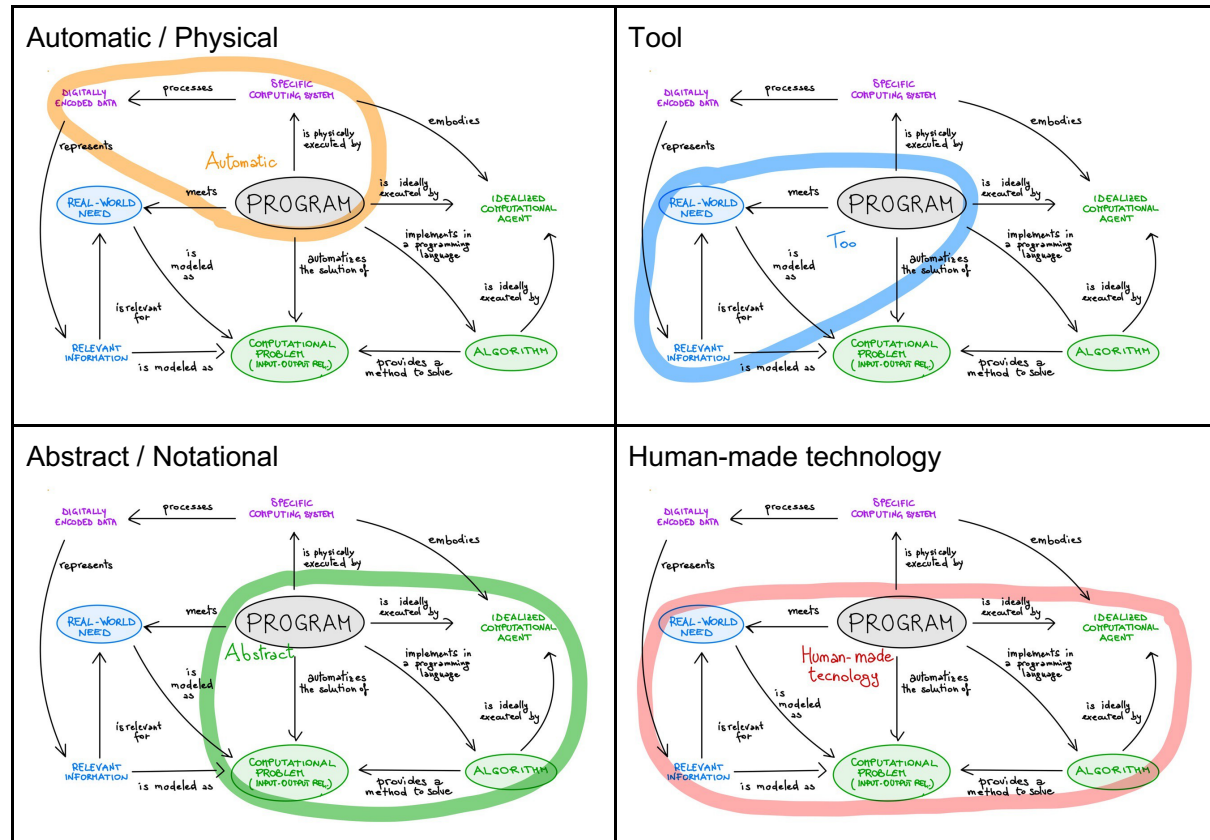 Automatic / Physical
SPECIFIC
COMPUTING SYSTEM
processes
DIGITALLY
ENCODED DATA
embodies
is physically
executed by
represents
Automatic
REAL-WORLD
NEED
meets
PROGRAM
is ideally
executed by
IDEALIZED
COMPUTATIONAL
AGENT
implements in
a programming
language
is
modeled
as
automatizes
the solution of
is ideally
executed by
is relevant
for
RELEVANT
INFORMATION
is modeled as
COMPUTATIONAL
PROBLEM
(INPUT-OUTPUT REL.)
provides a
method to solve
ALGORITHM
Tool
SPECIFIC
COMPUTING SYSTEM
processes
DIGITALLY
ENCODED DATA
embodies
is physically
executed by
represents
REAL-WORLD
NEED
meets
PROGRAM
is ideally
executed by
IDEALIZED
COMPUTATIONAL
AGENT
Too
implements in
a programming
language
is
modeled
as
automatizes
the solution of
is ideally
executed by
is relevant
for
RELEVANT
INFORMATION
is modeled as
COMPUTATIONAL
PROBLEM
(INPUT-OUTPUT REL.)
provides a
method to solve
ALGORITHM
Abstract / Notational
SPECIFIC
COMPUTING SYSTEM
processes
DIGITALLY
ENCODED DATA
embodies
is physically
executed by
represents
REAL-WORLD
NEED
meets
PROGRAM
is ideally
executed by
IDEALIZED
COMPUTATIONAL
AGENT
Abstract
implements in
a programming
language
is
modeled
as
automatizes
the solution of
is ideally
executed by
is relevant
for
RELEVANT
INFORMATION
is modeled as
COMPUTATIONAL
PROBLEM
(INPUT-OUTPUT REL.)
provides a
method to solve
ALGORITHM
Human-made technology
SPECIFIC
COMPUTING SYSTEM
processes
DIGITALLY
ENCODED DATA
embodies
is physically
executed by
represents
REAL-WORLD
NEED
meets
PROGRAM
is ideally
executed by
IDEALIZED
COMPUTATIONAL
AGENT
Human-made
tecnology
implements in
a programming
language
is
modeled
as
automatizes
the solution of
is ideally
executed by
is relevant
for
RELEVANT
INFORMATION
is modeled as
COMPUTATIONAL
PROBLEM
(INPUT-OUTPUT REL.)
provides a
method to solve
ALGORITHM